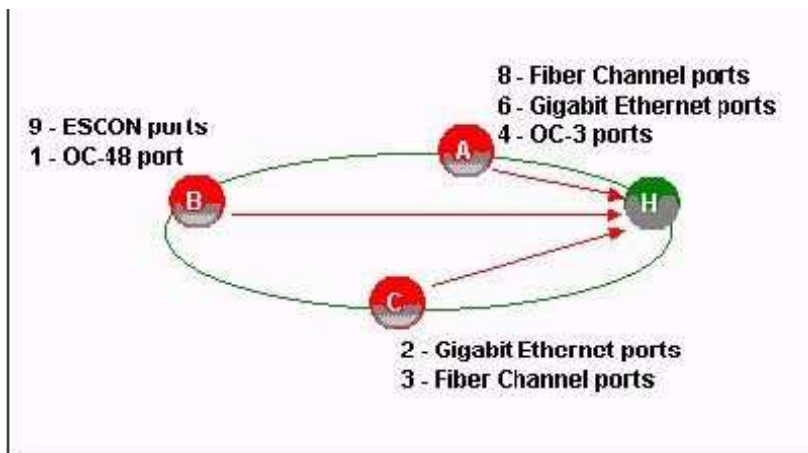 8 - Fiber Channel ports
6 - Gigabit Ethernet ports
4 - OC-3 ports
9 - ESCON ports
1 - OC-48 port
A
B
H
C
2 - Gigabit Ethernet ports
3 - Fiber Channel ports